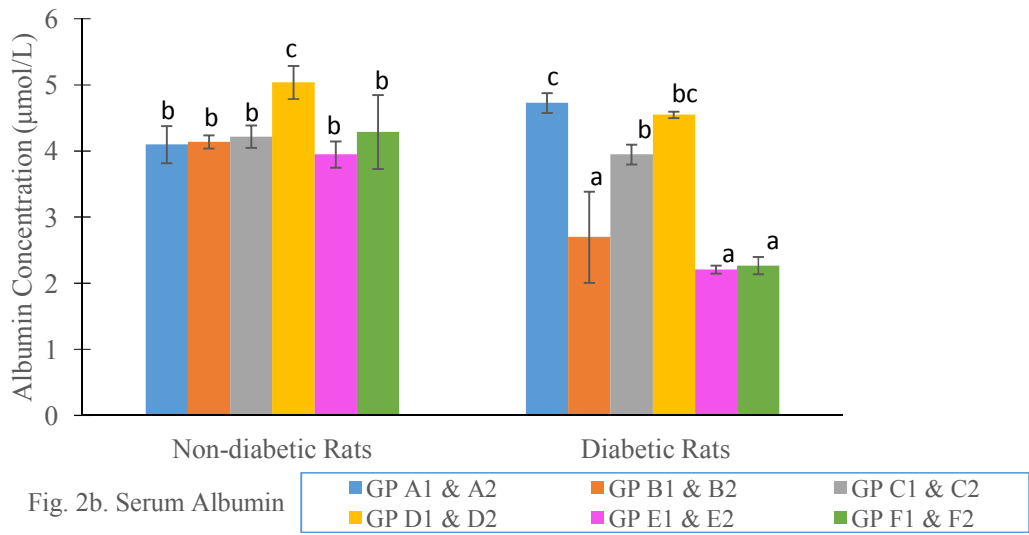 Albumin Concentration (µmol/L)
6
5
4
3
2
1
0
b
b
b
c
b
b
c
a
b
bc
a
a
Non-diabetic Rats
Diabetic Rats
Fig. 2b. Serum Albumin
GP A1 & A2
GP B1 & B2
GP C1 & C2
GP D1 & D2
GP E1 & E2
GP F1 & F2